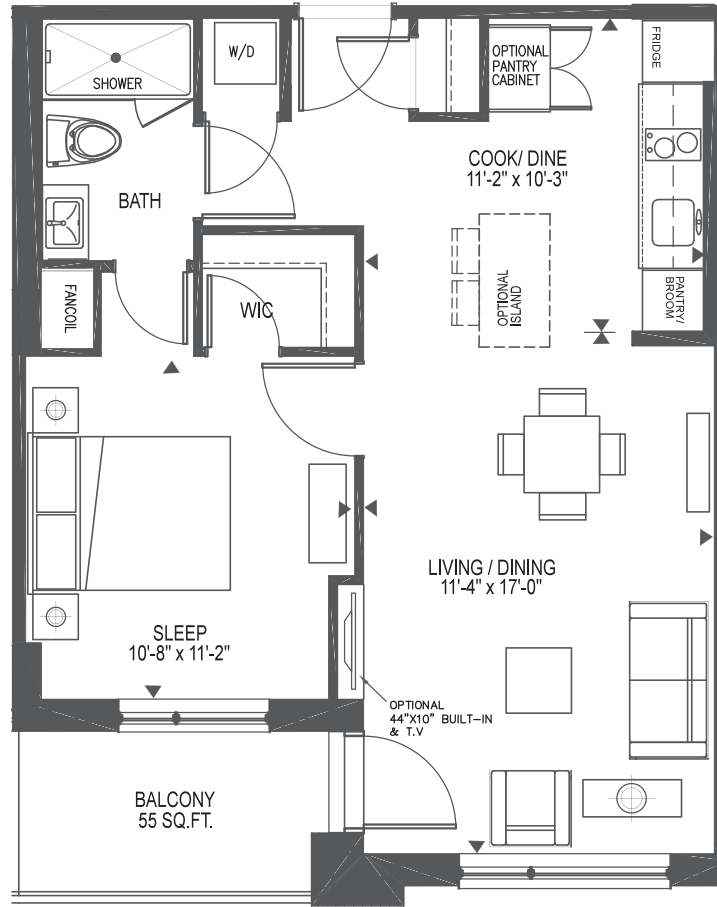 W/D
SHOWER
OPTIONAL
PANTRY
CABINET
FRIDGE
COOK/ DINE
11'-2" x 10'-3"
BATH
FANCOIL
WIC
OPTIONAL
ISLAND
PANTRY/
BROOM
LIVING / DINING
11'-4" x 17'-0"
SLEEP
10'-8" x 11'-2"
OPTIONAL
44"X10" BUILT-IN
& T.V
BALCONY
55 SQ.FT.